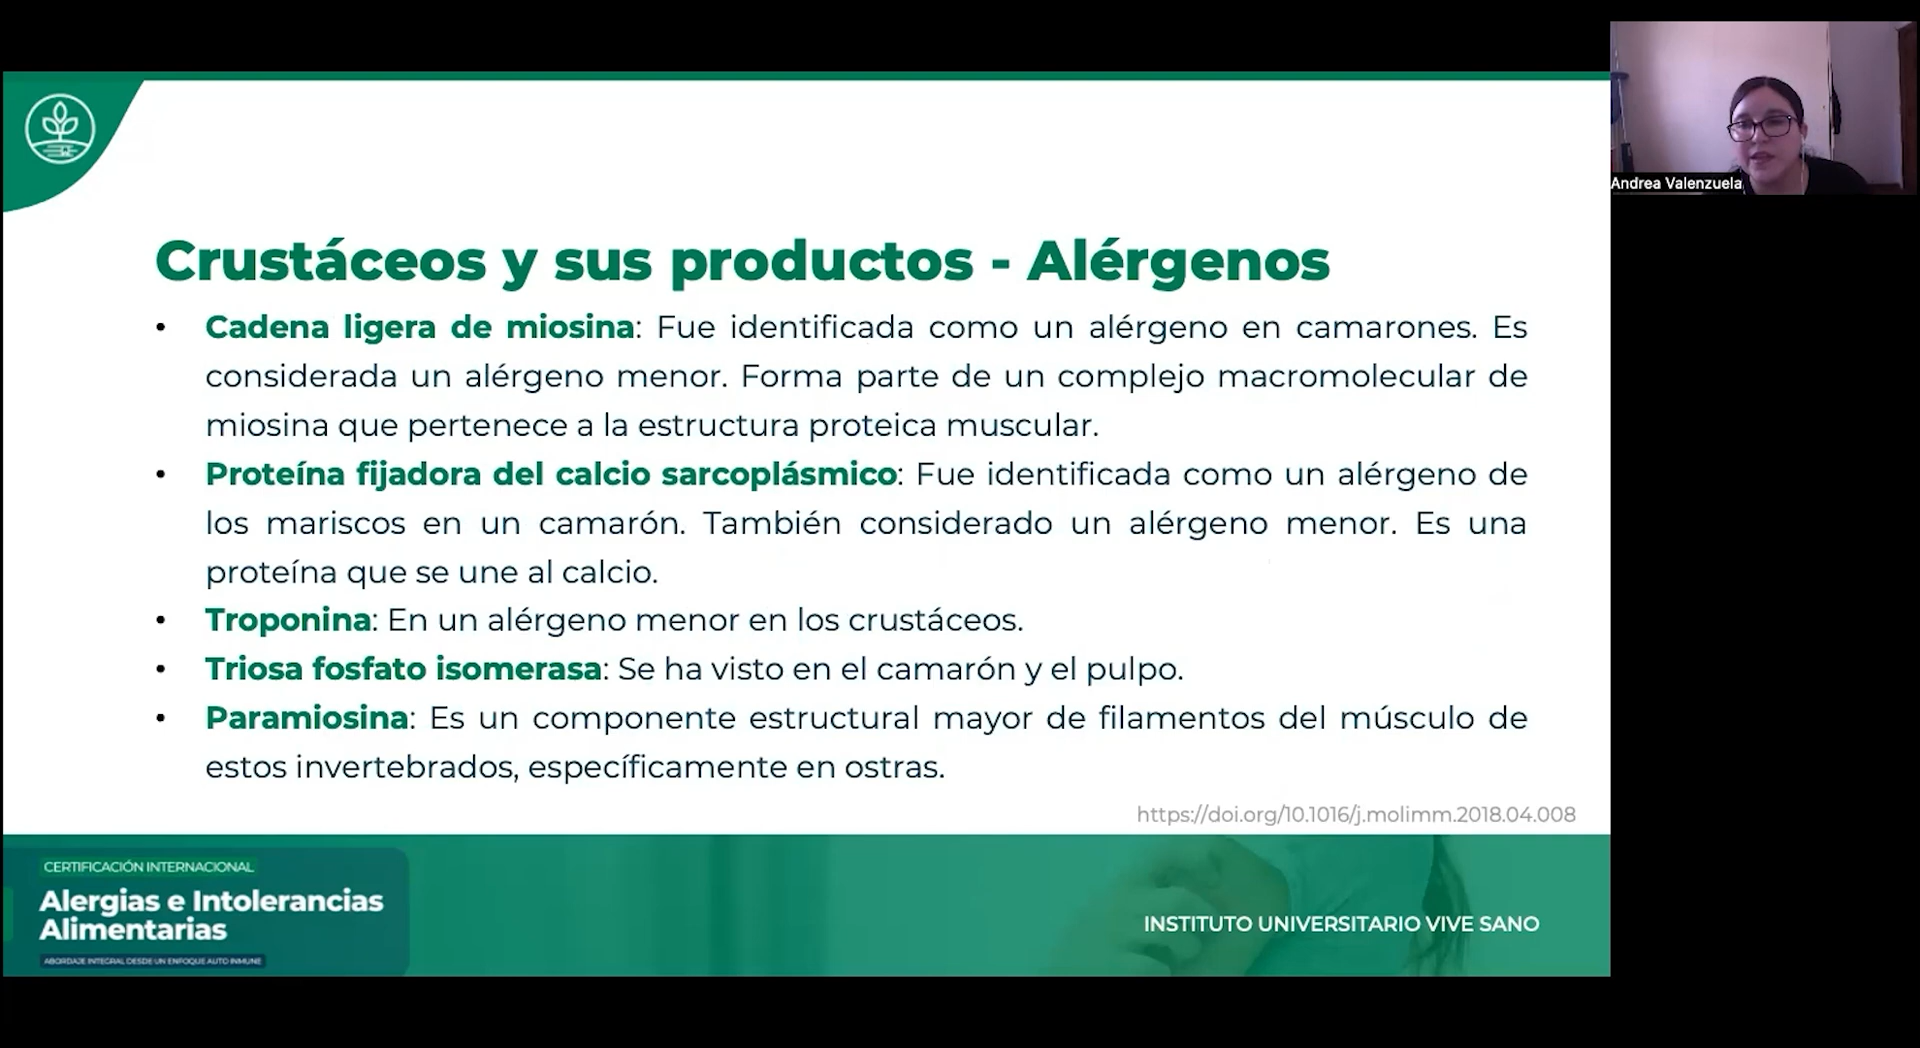 Andrea Valenzuela
Crustáceos y sus productos - Alérgenos
• Cadena ligera de miosina: Fue identificada como un alérgeno en camarones. Es
considerada un alérgeno menor. Forma parte de un complejo macromolecular de
miosina que pertenece a la estructura proteica muscular.
• Proteína fijadora del calcio sarcoplásmico: Fue identificada como un alérgeno de
los mariscos en un camarón. También considerado un alérgeno menor. Es una
proteína que se une al calcio.
• Troponina: En un alérgeno menor en los crustáceos.
• Triosa fosfato isomerasa: Se ha visto en el camarón y el pulpo.
• Paramiosina: Es un componente estructural mayor de filamentos del músculo de
estos invertebrados, específicamente en ostras.
https://doi.org/10.1016/j.molimm.2018.04.008
CERTIFICACIÓN INTERNACIONAL
Alergias e Intolerancias
Alimentarias
ABORDAJE INTEGRAL DESDE UN ENFOQUE AUTO INMUNE
INSTITUTO UNIVERSITARIO VIVE SANO